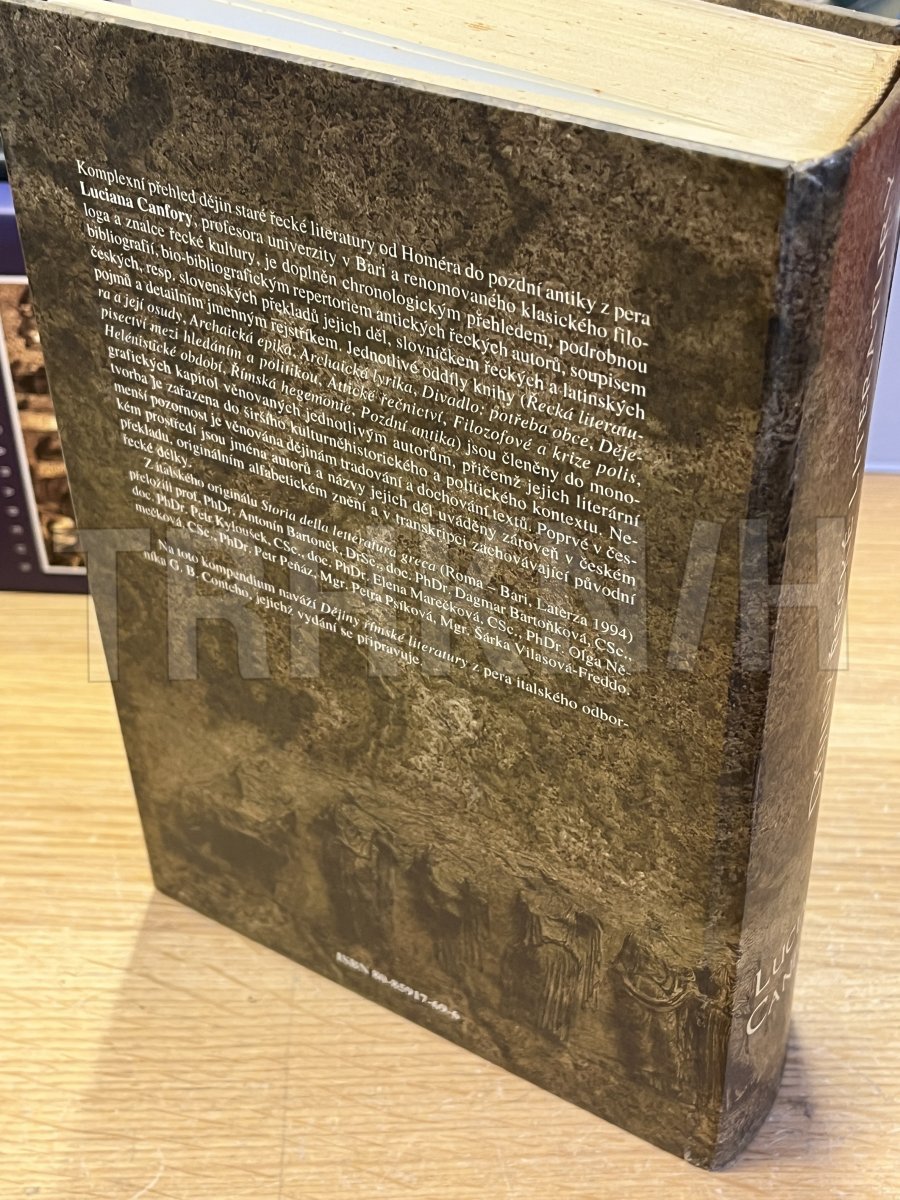 Komplexní přehled dějin staré řecké literatury od Homéra do pozdní antiky z pera
Luciana Canfory, profesora univerzity v Bari a renomovaného klasického filo-
loga a znalce řecké kultury, je doplněn chronologickým přehledem, podrobnou
bibliografií, bio-bibliografickým repertoriem antických řeckých autorů, soupisem
českých, resp. slovenských překladů jejich děl, slovníčkem řeckých a latinských
pojmů a detailním jmenným rejstříkem. Jednotlivé oddíly knihy (Řecká literatu-
ra a její osudy, Archaická epika, Archaická lyrika, Divadlo: potřeba obce, Děje-
pisectví mezi hledáním a politikou, Attické řečnictví, Filozofové a krize polis,
Helénistické období, Římská hegemonie, Pozdní antika) jsou členěny do mono-
grafických kapitol věnovaných jednotlivým autorům, přičemž jejich literární
tvorba je zařazena do širšího kulturněhistorického a politického kontextu. Ne-
menší pozornost je věnována dějinám tradování a dochování textů. Poprvé v čes-
kém prostředí jsou jména autorů a názvy jejich děl uváděny zároveň v českém
překladu, originálním alfabetickém znění a v transkripci zachovávající původní
řecké délky.
Z italského originálu Storia della letteratura greca (Roma – Bari, Laterza 1994)
přeložil prof. PhDr. Antonín Bartoněk, DrSc., doc. PhDr. Dagmar Bartoňková, CSc.,
doc. PhDr. Petr Kyloušek, CSc., doc. PhDr. Elena Marečková, CSc., PhDr. Olga Ně-
mečková, CSc., PhDr. Petr Peňáz, Mgr. Petra Psíková, Mgr. Šárka Vilasová-Freddo.
Na toto kompendium naváží Dějiny římské literatury z pera italského odbor-
níka G. B. Conteho, jejichž vydání se připravuje.
ISBN 80-85917-69-6